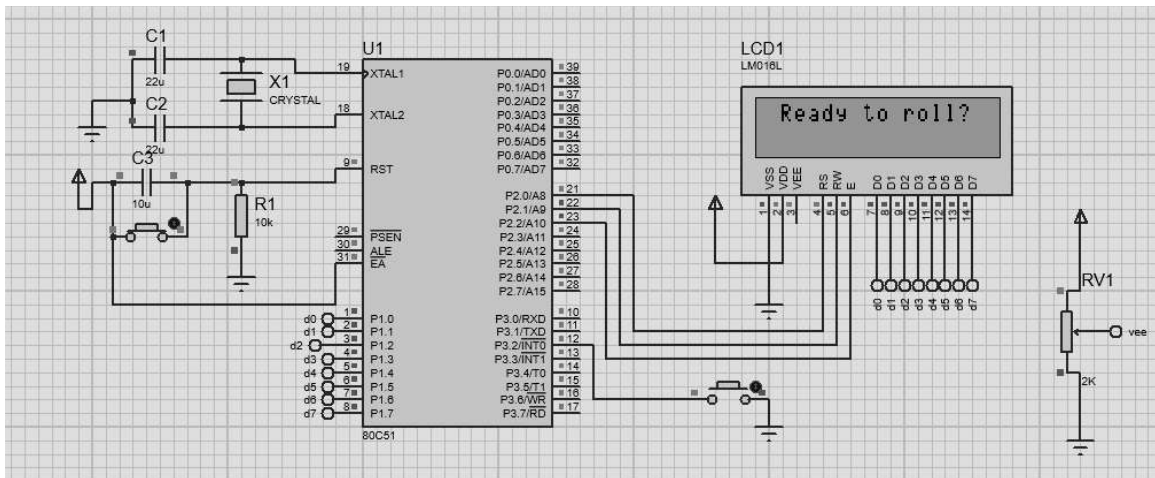 C1
22u
C2
22u
X1
CRYSTAL
C3
10u
R1
10k
U1
19
XTAL1
18
XTAL2
9
RST
29
PSEN
30
ALE
31
EA
d0
1
P1.0
d1
2
P1.1
d2
3
P1.2
d3
4
P1.3
d4
5
P1.4
d5
6
P1.5
d6
7
P1.6
d7
8
P1.7
P0.0/AD0
39
P0.1/AD1
38
P0.2/AD2
37
P0.3/AD3
36
P0.4/AD4
35
P0.5/AD5
34
P0.6/AD6
33
P0.7/AD7
32
P2.0/A8
21
P2.1/A9
22
P2.2/A10
23
P2.3/A11
24
P2.4/A12
25
P2.5/A13
26
P2.6/A14
27
P2.7/A15
28
P3.0/RXD
10
P3.1/TXD
11
P3.2/INT0
12
P3.3/INT1
13
P3.4/T0
14
P3.5/T1
15
P3.6/WR
16
P3.7/RD
17
80C51
LCD1
LM016L
Ready to roll?
VSS VDD VEE RS RW E D0 D1 D2 D3 D4 D5 D6 D7
1 2 3 4 5 6 7 8 9 10 11 12 13 14
d0 d1 d2 d3 d4 d5 d6 d7
RV1
vee
2K